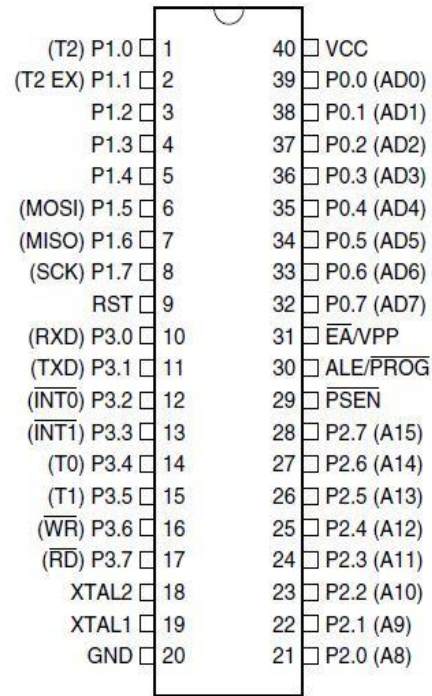 (T2) P1.0 1 40 VCC
(T2 EX) P1.1 2 39 P0.0 (AD0)
P1.2 3 38 P0.1 (AD1)
P1.3 4 37 P0.2 (AD2)
P1.4 5 36 P0.3 (AD3)
(MOSI) P1.5 6 35 P0.4 (AD4)
(MISO) P1.6 7 34 P0.5 (AD5)
(SCK) P1.7 8 33 P0.6 (AD6)
RST 9 32 P0.7 (AD7)
(RXD) P3.0 10 31 E̅A̅/VPP
(TXD) P3.1 11 30 ALE/P̅R̅O̅G̅
(I̅N̅T̅0̅) P3.2 12 29 P̅S̅E̅N̅
(I̅N̅T̅1̅) P3.3 13 28 P2.7 (A15)
(T0) P3.4 14 27 P2.6 (A14)
(T1) P3.5 15 26 P2.5 (A13)
(W̅R̅) P3.6 16 25 P2.4 (A12)
(R̅D̅) P3.7 17 24 P2.3 (A11)
XTAL2 18 23 P2.2 (A10)
XTAL1 19 22 P2.1 (A9)
GND 20 21 P2.0 (A8)